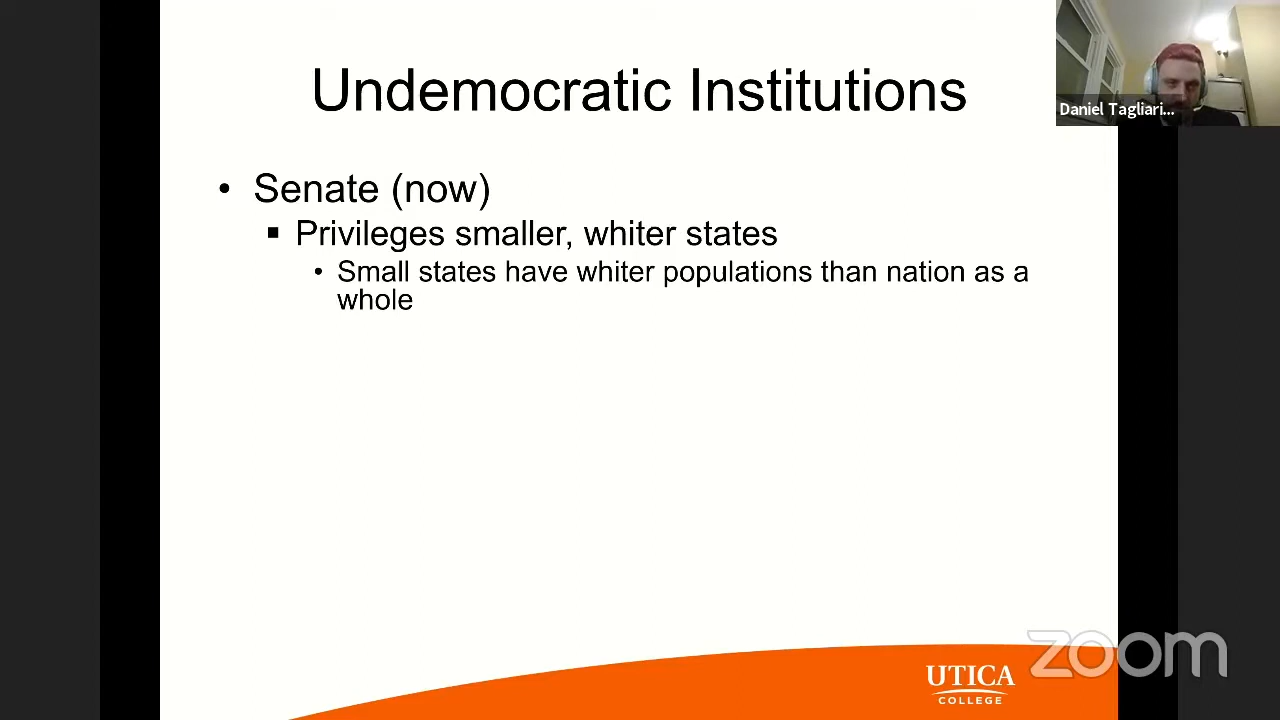 Undemocratic Institutions
Daniel Tagliari...
• Senate (now)
▪ Privileges smaller, whiter states
• Small states have whiter populations than nation as a
whole
zoom
UTICA
COLLEGE